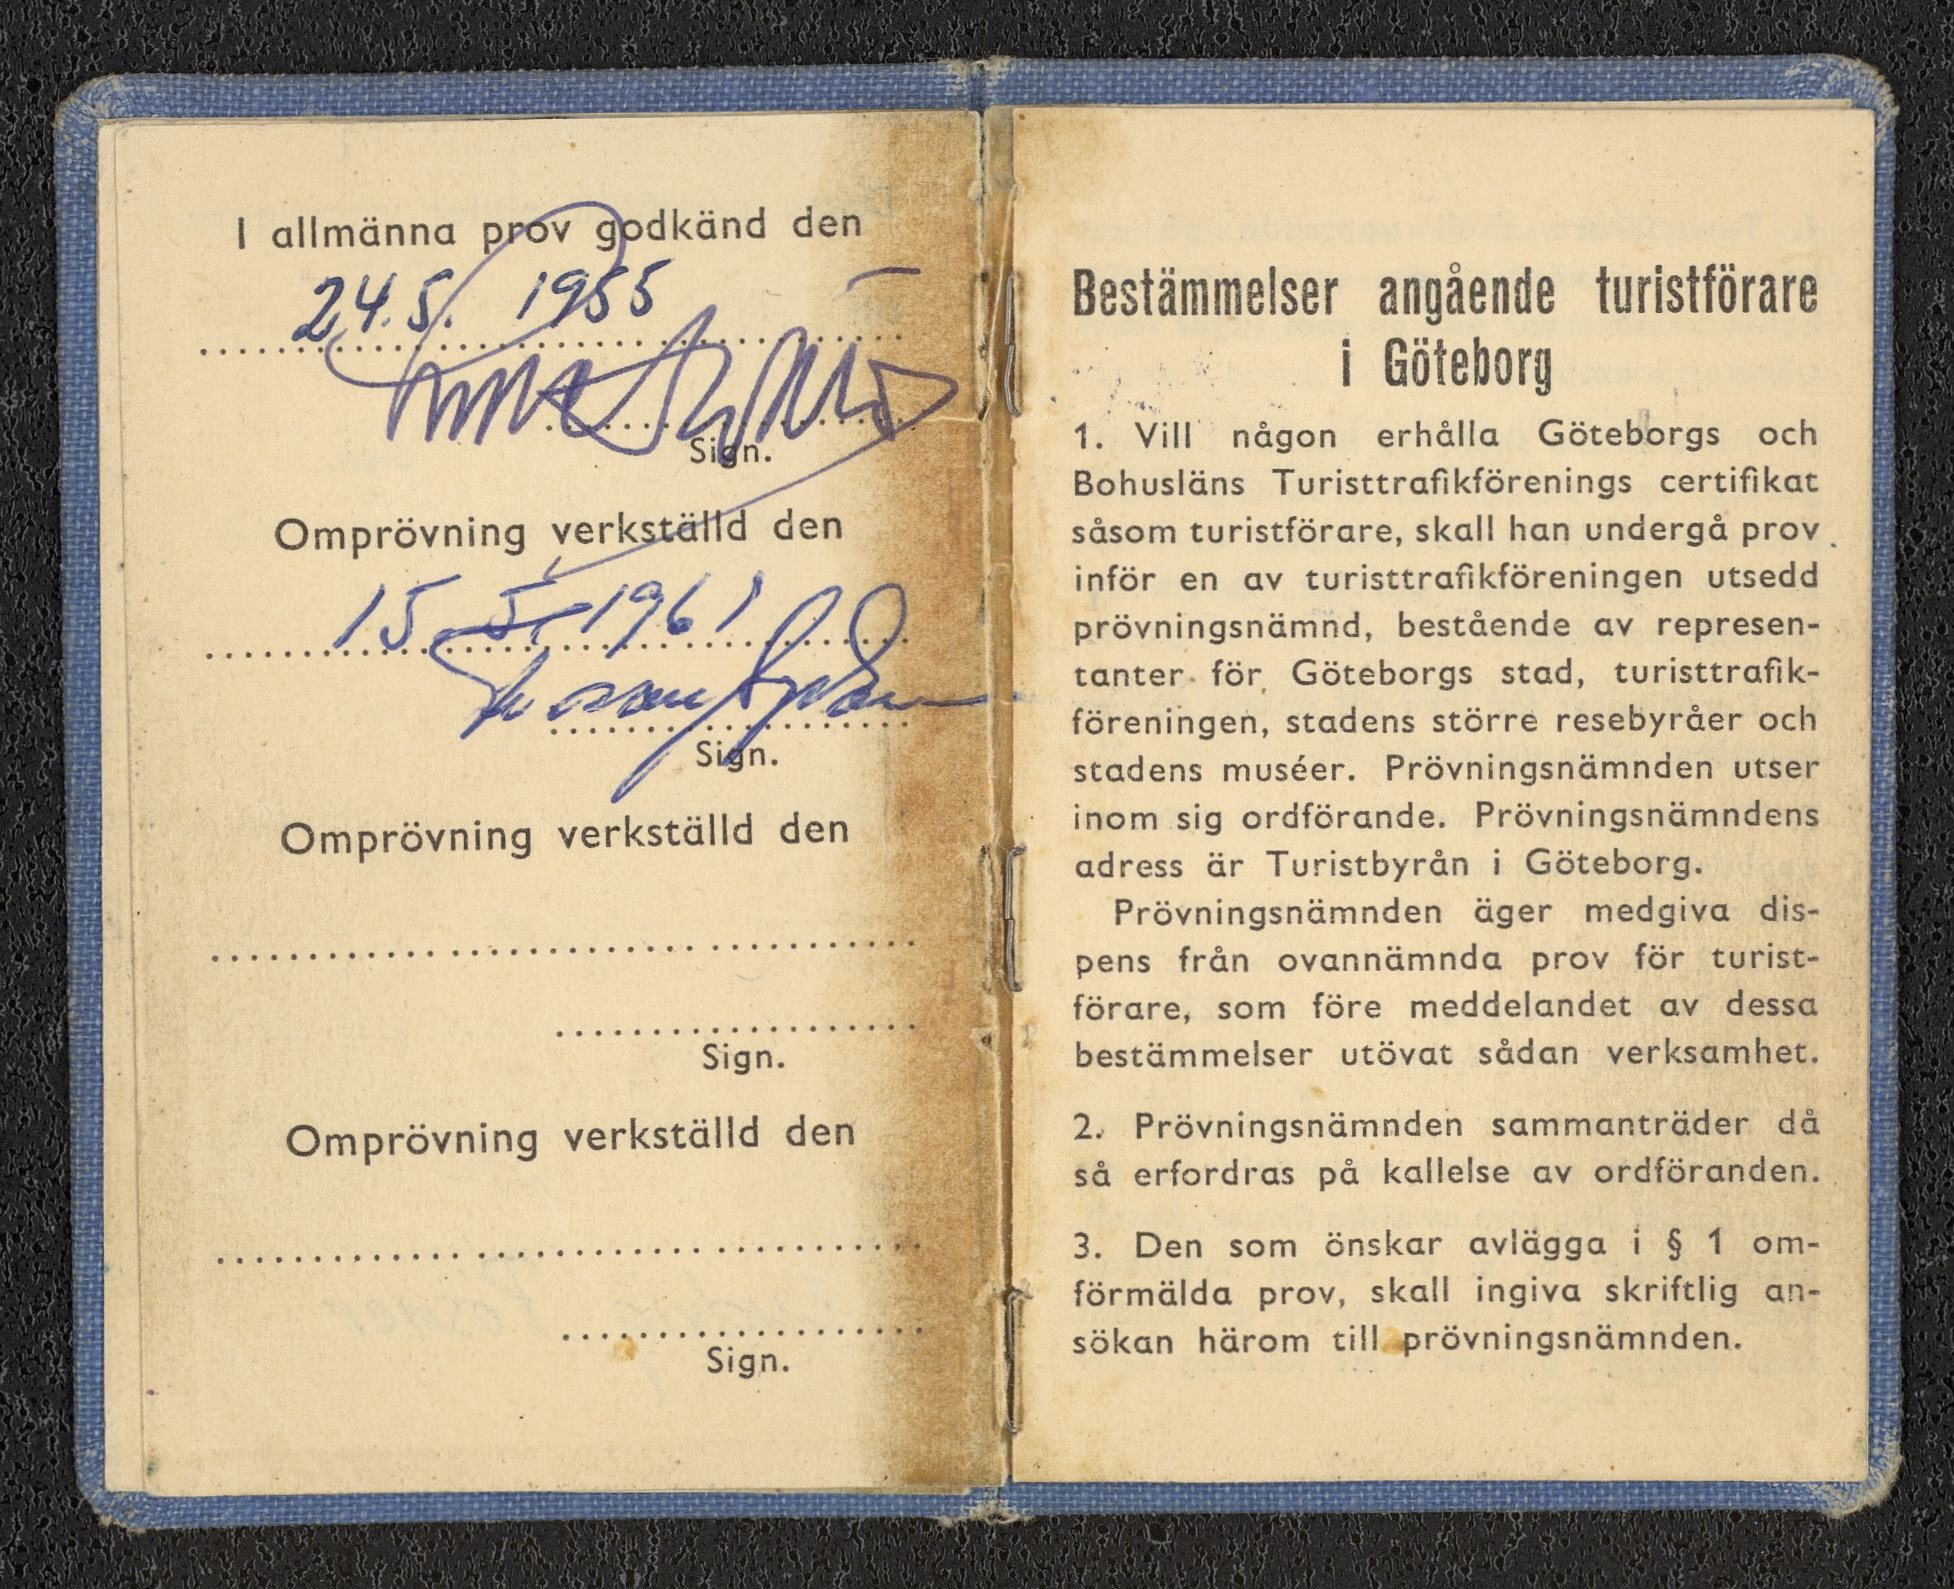 I allmänna prov godkänd den
24.5. 1955
Sign.
Omprövning verkställd den
15 5. 1961
Sign.
Omprövning verkställd den
Sign.
Omprövning verkställd den
Sign.
Bestämmelser angående turistförare
i Göteborg
1. Vill någon erhålla Göteborgs och
Bohusläns Turisttrafikförenings certifikat
såsom turistförare, skall han undergå prov
inför en av turisttrafikföreningen utsedd
prövningsnämnd, bestående av represen-
tanter för Göteborgs stad, turisttrafik-
föreningen, stadens större resebyråer och
stadens muséer. Prövningsnämnden utser
inom sig ordförande. Prövningsnämndens
adress är Turistbyrån i Göteborg.
Prövningsnämnden äger medgiva dis-
pens från ovannämnda prov för turist-
förare, som före meddelandet av dessa
bestämmelser utövat sådan verksamhet.
2. Prövningsnämnden sammanträder då
så erfordras på kallelse av ordföranden.
3. Den som önskar avlägga i § 1 om-
förmälda prov, skall ingiva skriftlig an-
sökan härom till prövningsnämnden.